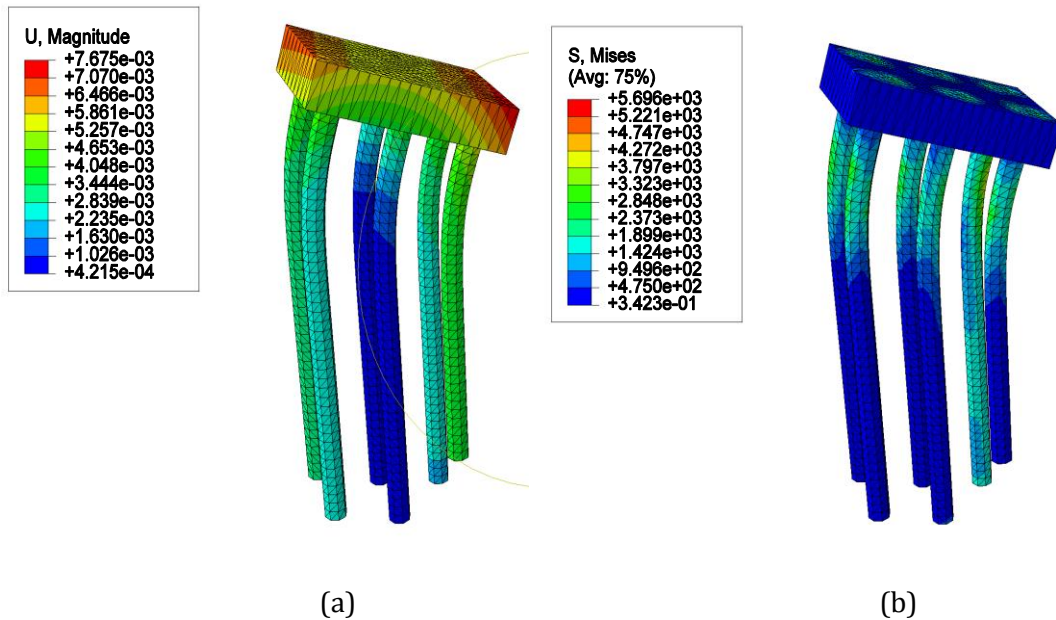 U, Magnitude
+7.675e-03
+7.070e-03
+6.466e-03
+5.861e-03
+5.257e-03
+4.653e-03
+4.048e-03
+3.444e-03
+2.839e-03
+2.235e-03
+1.630e-03
+1.026e-03
+4.215e-04
S, Mises
(Avg: 75%)
+5.696e+03
+5.221e+03
+4.747e+03
+4.272e+03
+3.797e+03
+3.323e+03
+2.848e+03
+2.373e+03
+1.899e+03
+1.424e+03
+9.496e+02
+4.750e+02
+3.423e-01
(a)
(b)